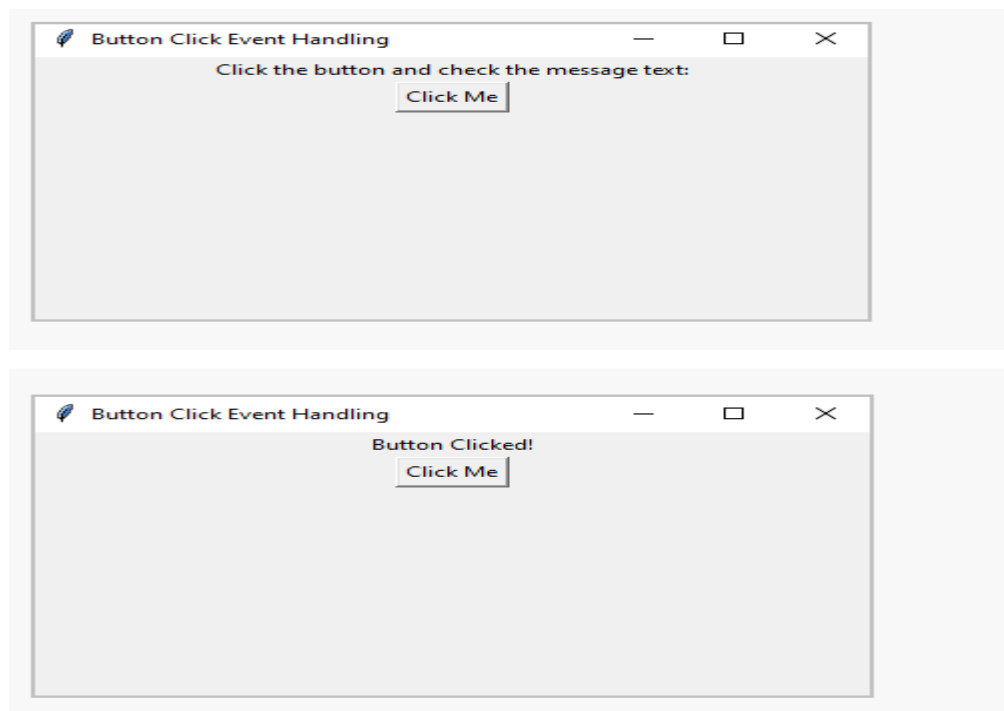 Button Click Event Handling
Click the button and check the message text:
Click Me
Button Click Event Handling
Button Clicked!
Click Me